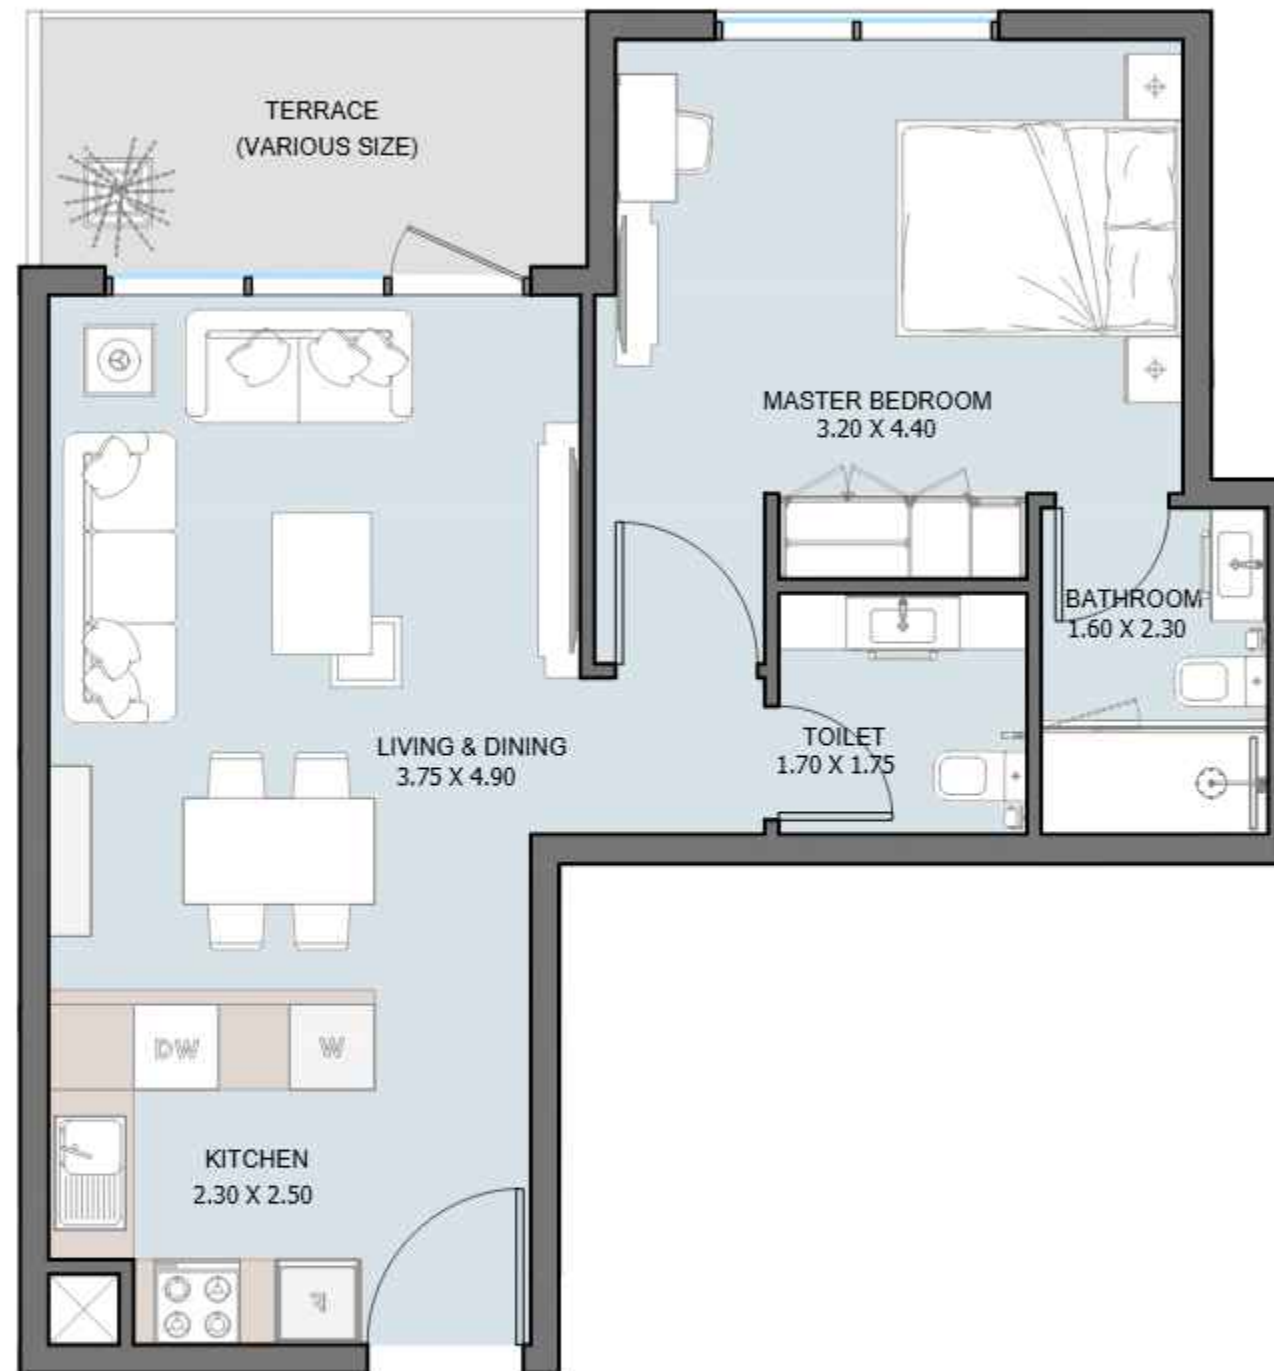 TERRACE
(VARIOUS SIZE)
MASTER BEDROOM
3.20 X 4.40
BATHROOM
1.60 X 2.30
LIVING & DINING
3.75 X 4.90
TOILET
1.70 X 1.75
DW
W
KITCHEN
2.30 X 2.50